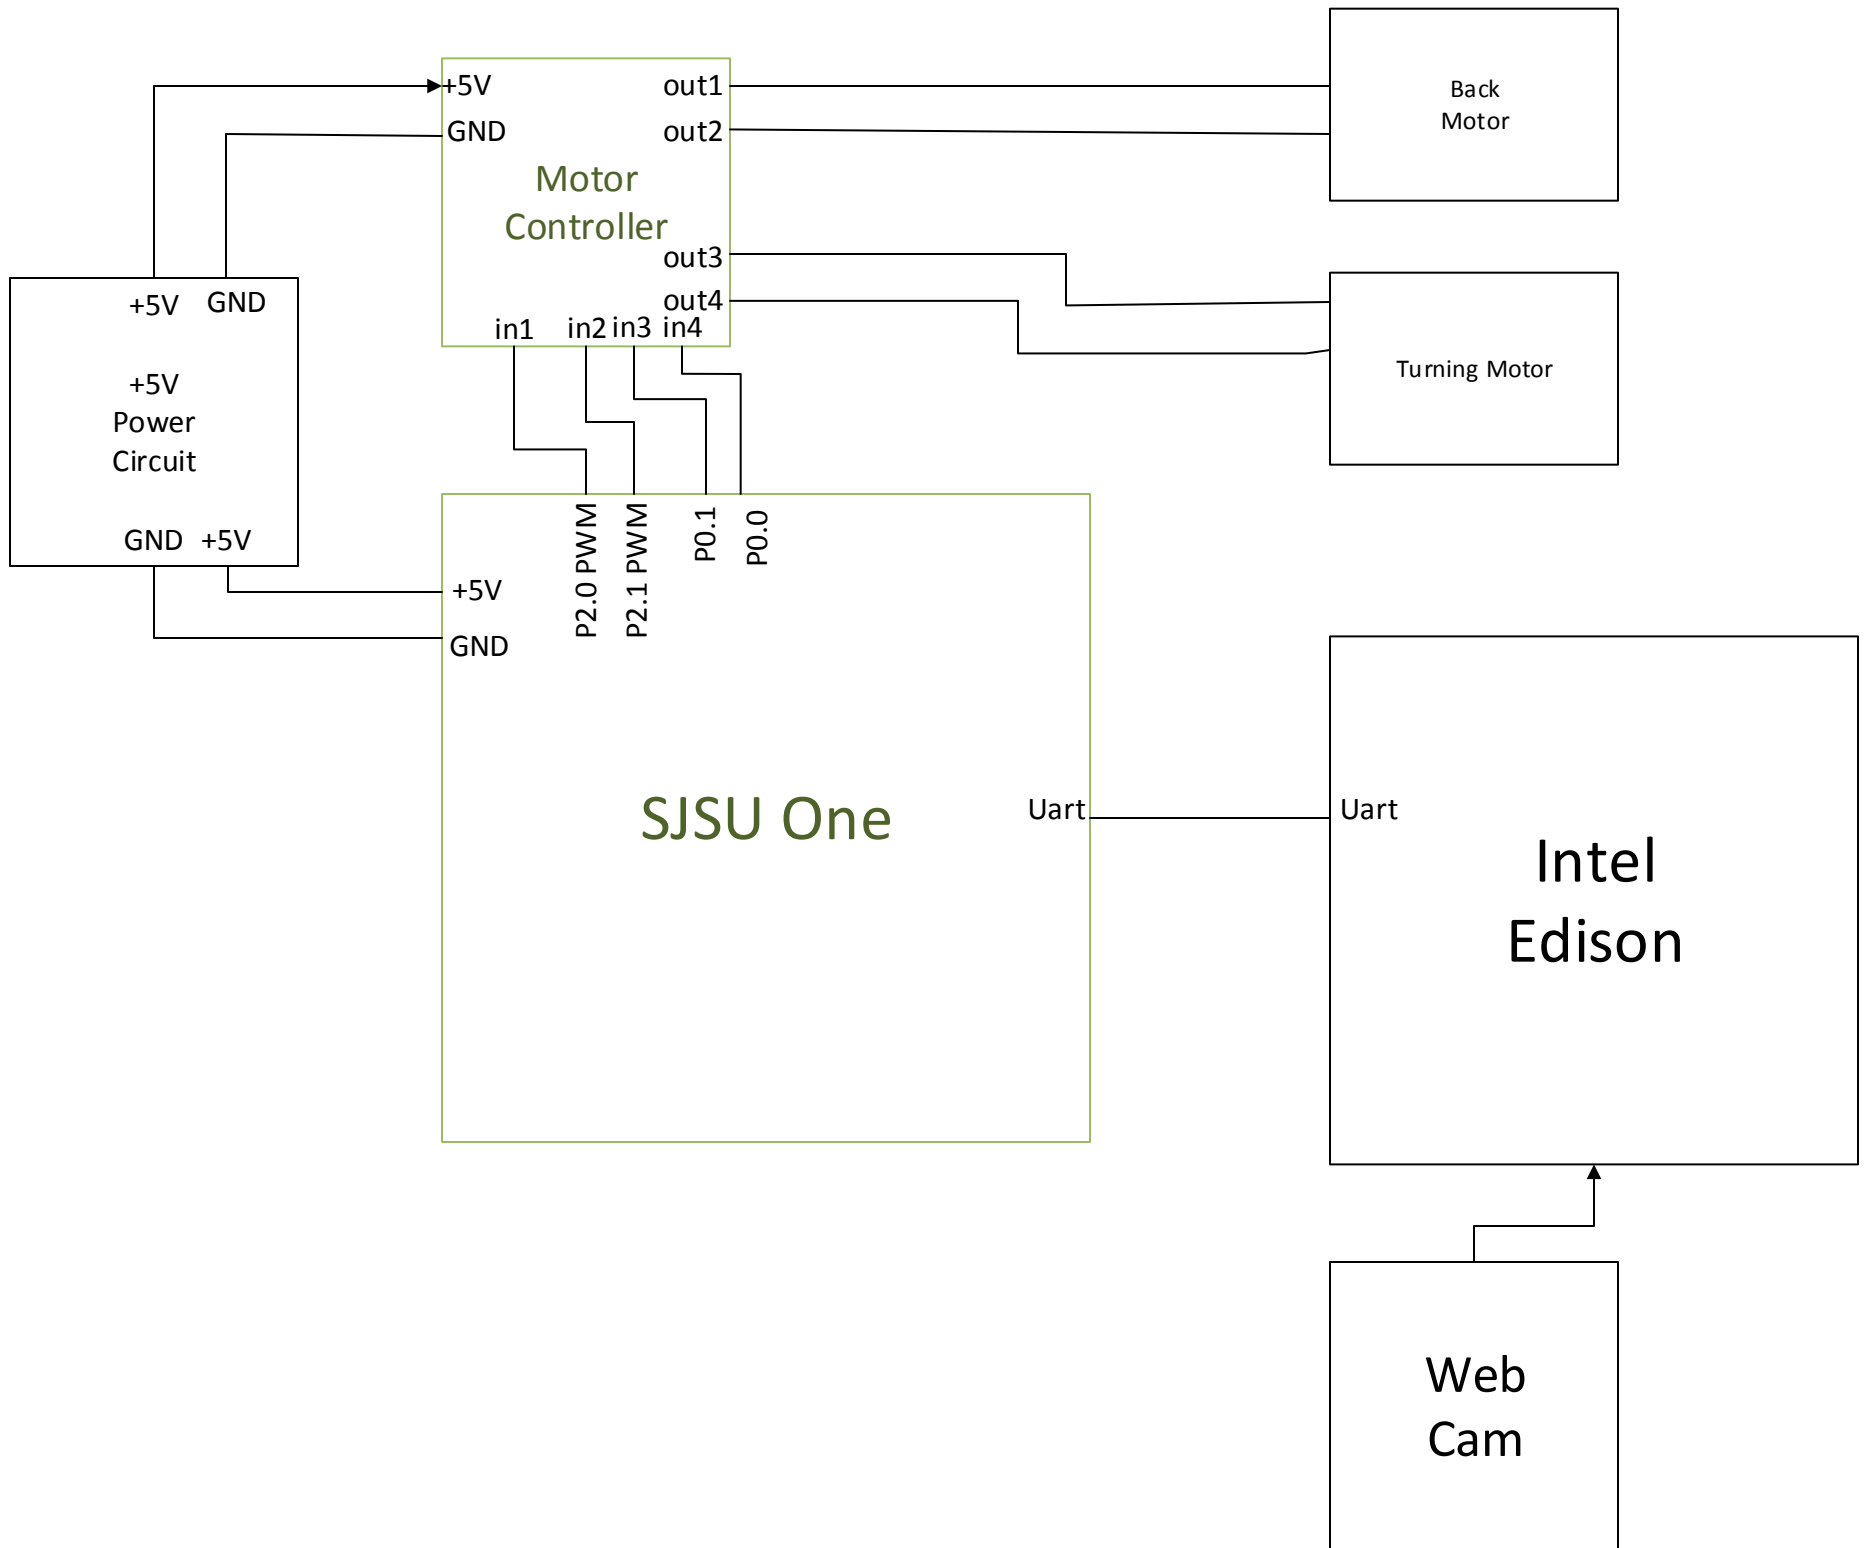 +5V
GND
out1
out2
Motor
Controller
out3
out4
in1
in2
in3
in4
Back
Motor
Turning Motor
+5V
GND
+5V
Power
Circuit
GND
+5V
P2.0 PWM
P2.1 PWM
P0.1
P0.0
+5V
GND
SJSU One
Uart
Uart
Intel
Edison
Web
Cam